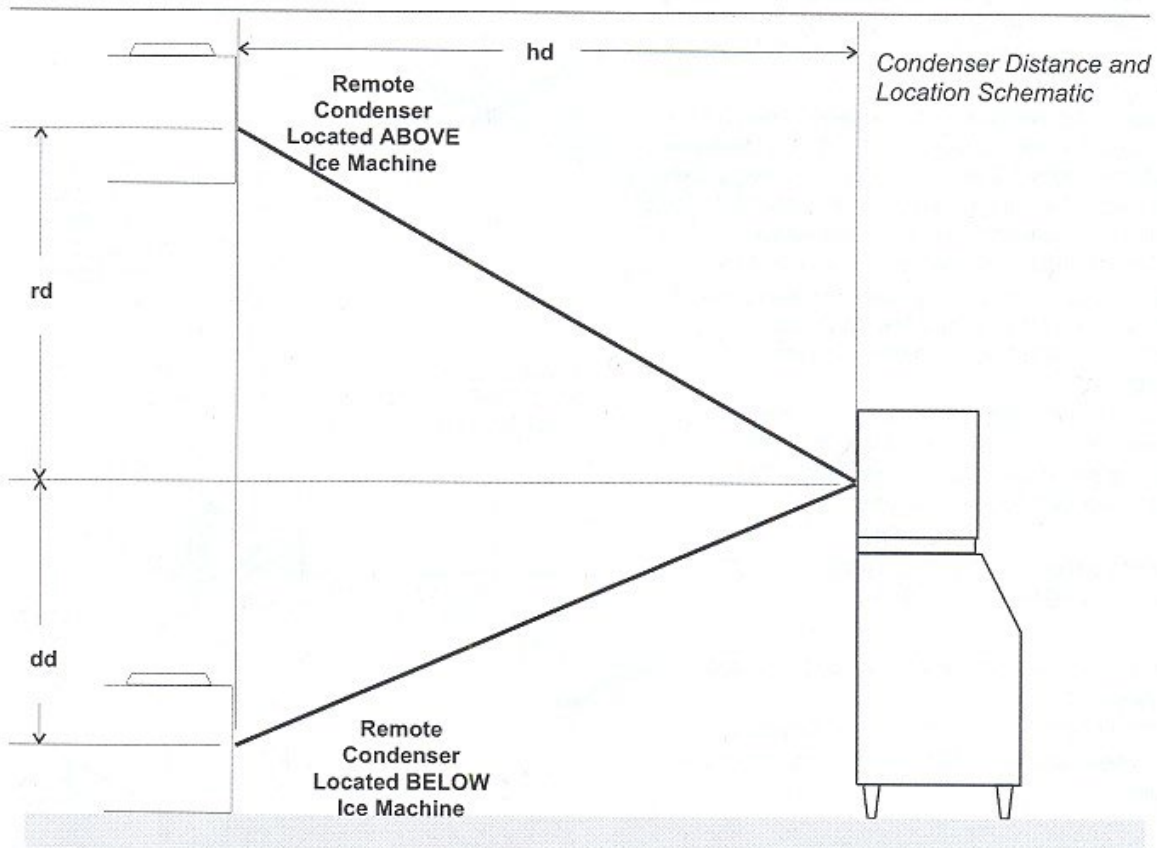 hd
Condenser Distance and
Location Schematic
Remote
Condenser
Located ABOVE
Ice Machine
rd
dd
Remote
Condenser
Located BELOW
Ice Machine